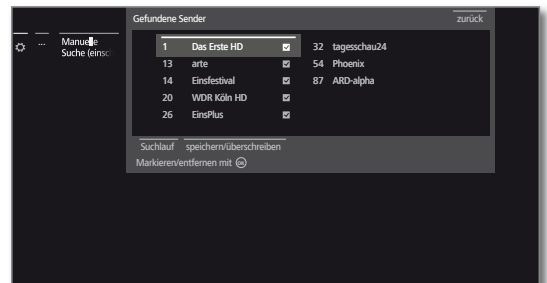 Gefundene Sender
zurück
...
Manuelle
Suche (einsc
1 Das Erste HD
13 arte
14 Einsfestival
20 WDR Köln HD
26 EinsPlus
32 tagesschau24
54 Phoenix
87 ARD-alpha
Suchlauf speichern/überschreiben
Markieren/entfernen mit OK